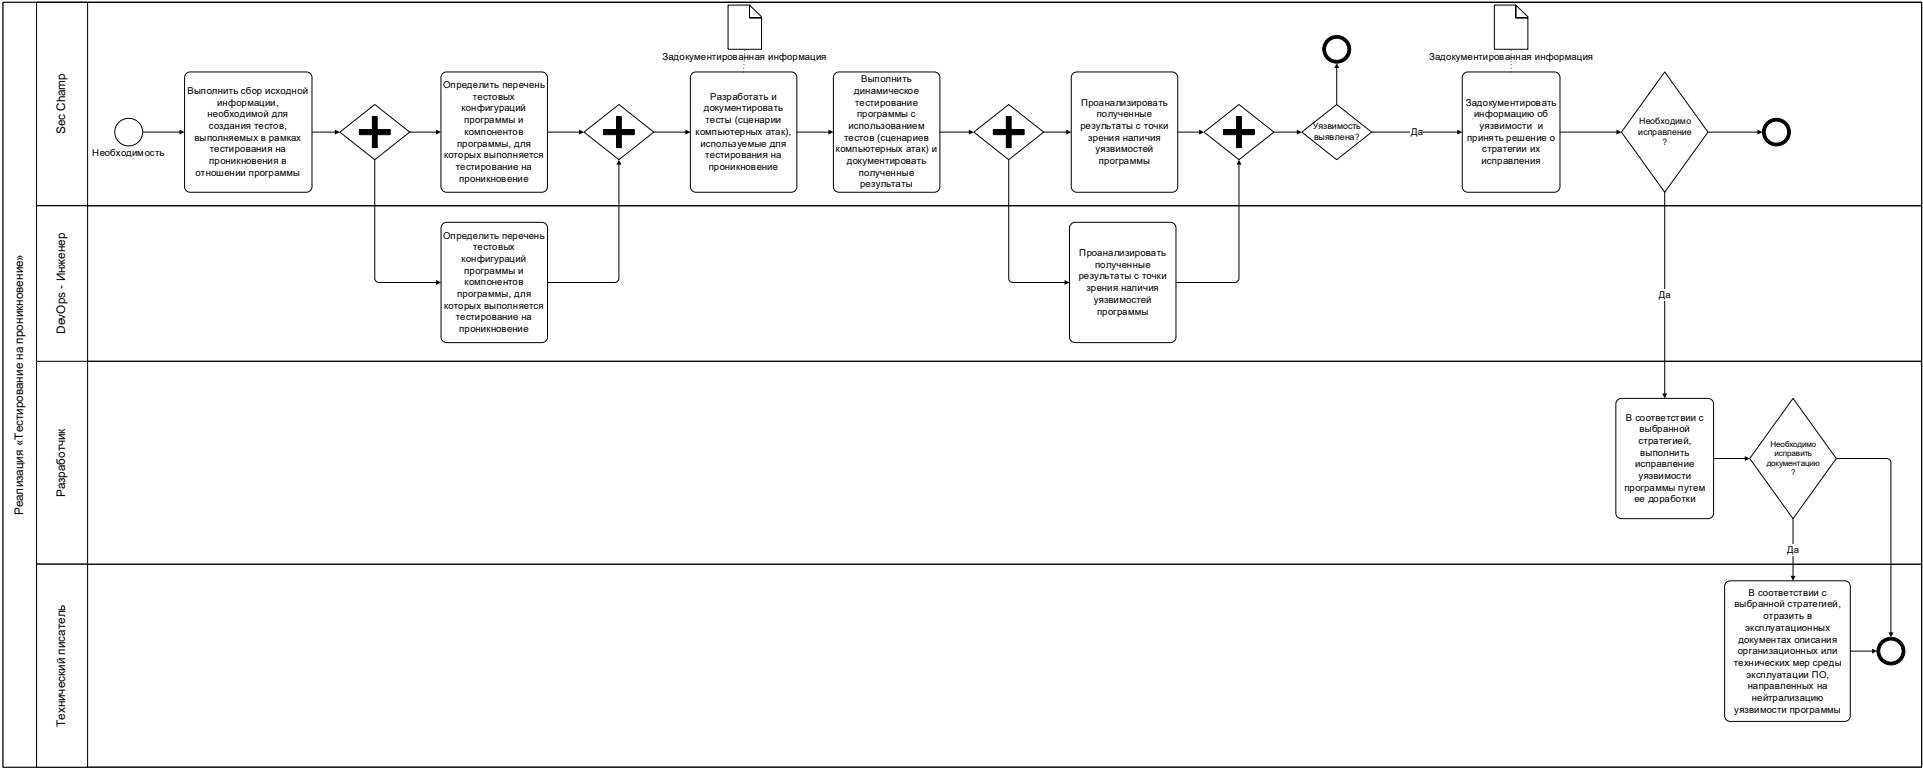 Реализация «Тестирование на проникновение»
Sec Champ
Необходимость
Выполнить сбор исходной
информации,
необходимой для
создания тестов,
выполняемых в рамках
тестирования на
проникновения в
отношении программы
Определить перечень
тестовых
конфигураций
программы и
компонентов
программы, для
которых выполняется
тестирование на
проникновение
Задокументированная информация
Разработать и
документировать
тесты (сценарии
компьютерных атак),
используемые для
тестирования на
проникновение
Выполнить
динамическое
тестирование
программы с
использованием
тестов (сценариев
компьютерных атак) и
документировать
полученные
результаты
Проанализировать
полученные
результаты с точки
зрения наличия
уязвимостей
программы
Уязвимость
выявлена?
Да
Задокументированная информация
Задокументировать
информацию об
уязвимости и
принять решение о
стратегии их
исправления
Необходимо
исправление
?
DevOps - Инженер
Определить перечень
тестовых
конфигураций
программы и
компонентов
программы, для
которых выполняется
тестирование на
проникновение
Проанализировать
полученные
результаты с точки
зрения наличия
уязвимостей
программы
Да
Разработчик
В соответствии с
выбранной
стратегией,
выполнить
исправление
уязвимости
программы путем
ее доработки
Необходимо
исправить
документацию
?
Да
Технический писатель
В соответствии с
выбранной стратегией,
отразить в
эксплуатационных
документах описания
организационных или
технических мер среды
эксплуатации ПО,
направленных на
нейтрализацию
уязвимости программы